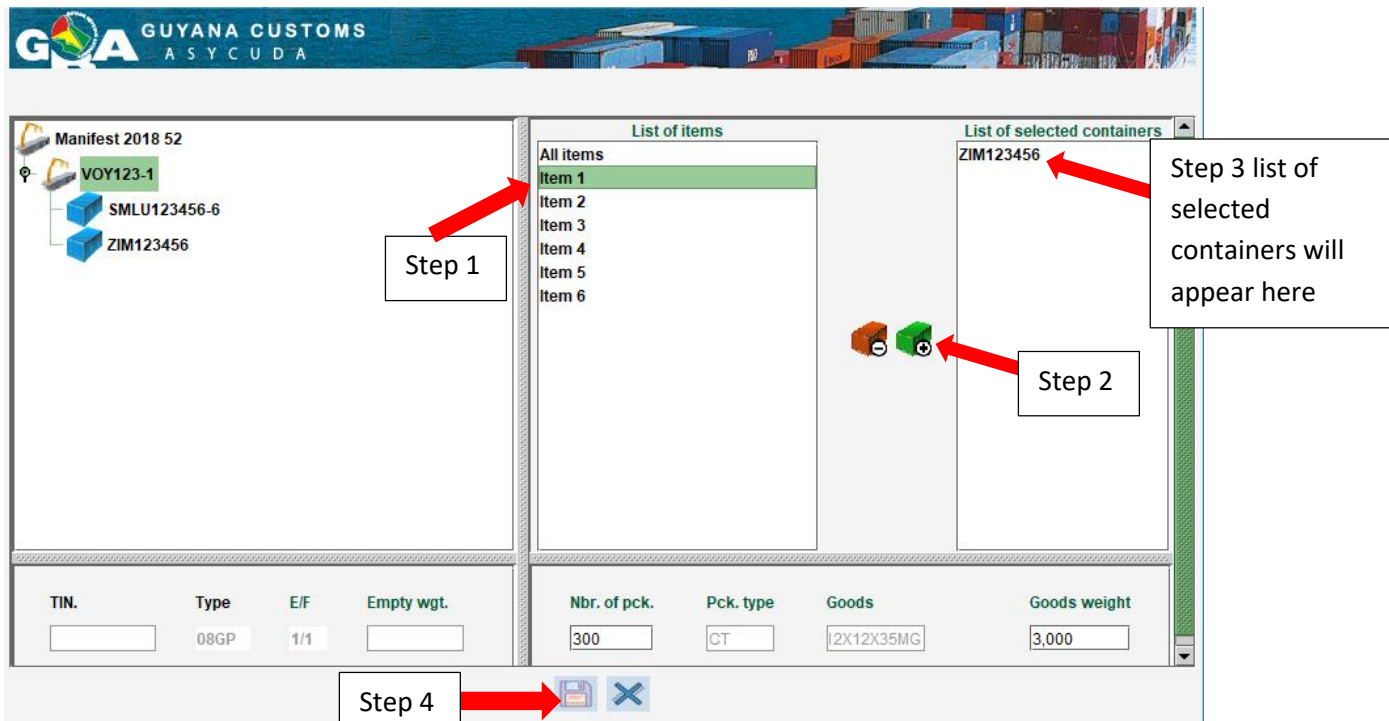 GRA GUYANA CUSTOMS
ASYCUDA
Manifest 2018 52
VOY123-1
SMLU123456-6
ZIM123456
List of items
All items
Item 1
Item 2
Item 3
Item 4
Item 5
Item 6
List of selected containers
ZIM123456
Step 1
Step 2
Step 3 list of
selected
containers will
appear here
TIN. Type E/F Empty wgt.
08GP 1/1
Nbr. of pck. Pck. type Goods Goods weight
300 CT I2X12X35MG 3,000
Step 4